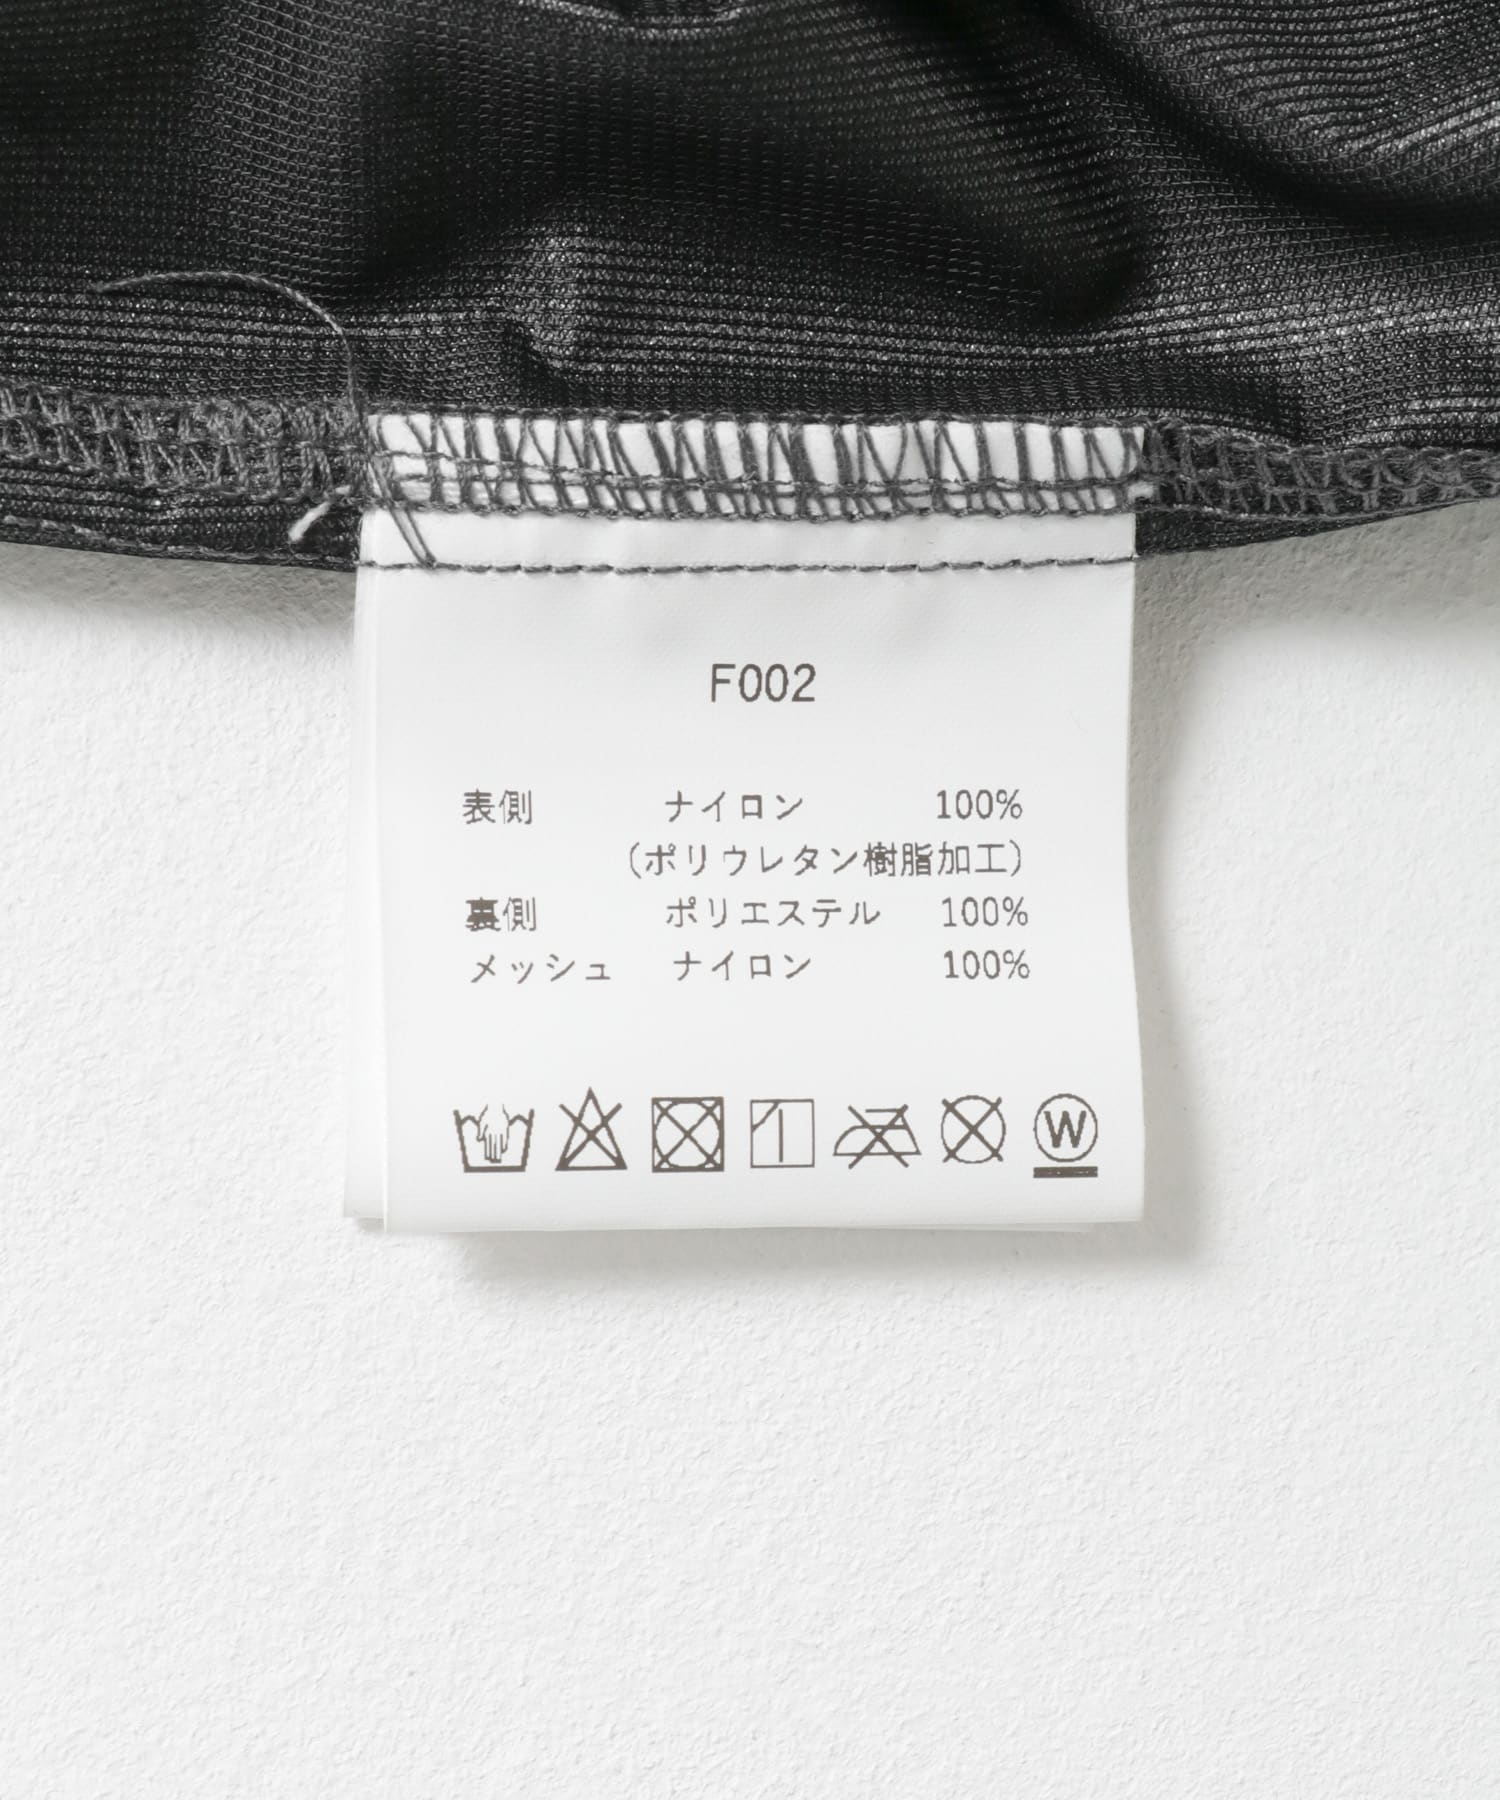 F002
表側 ナイロン 100%
(ポリウレタン樹脂加工)
裏側 ポリエステル 100%
メッシュ ナイロン 100%
W